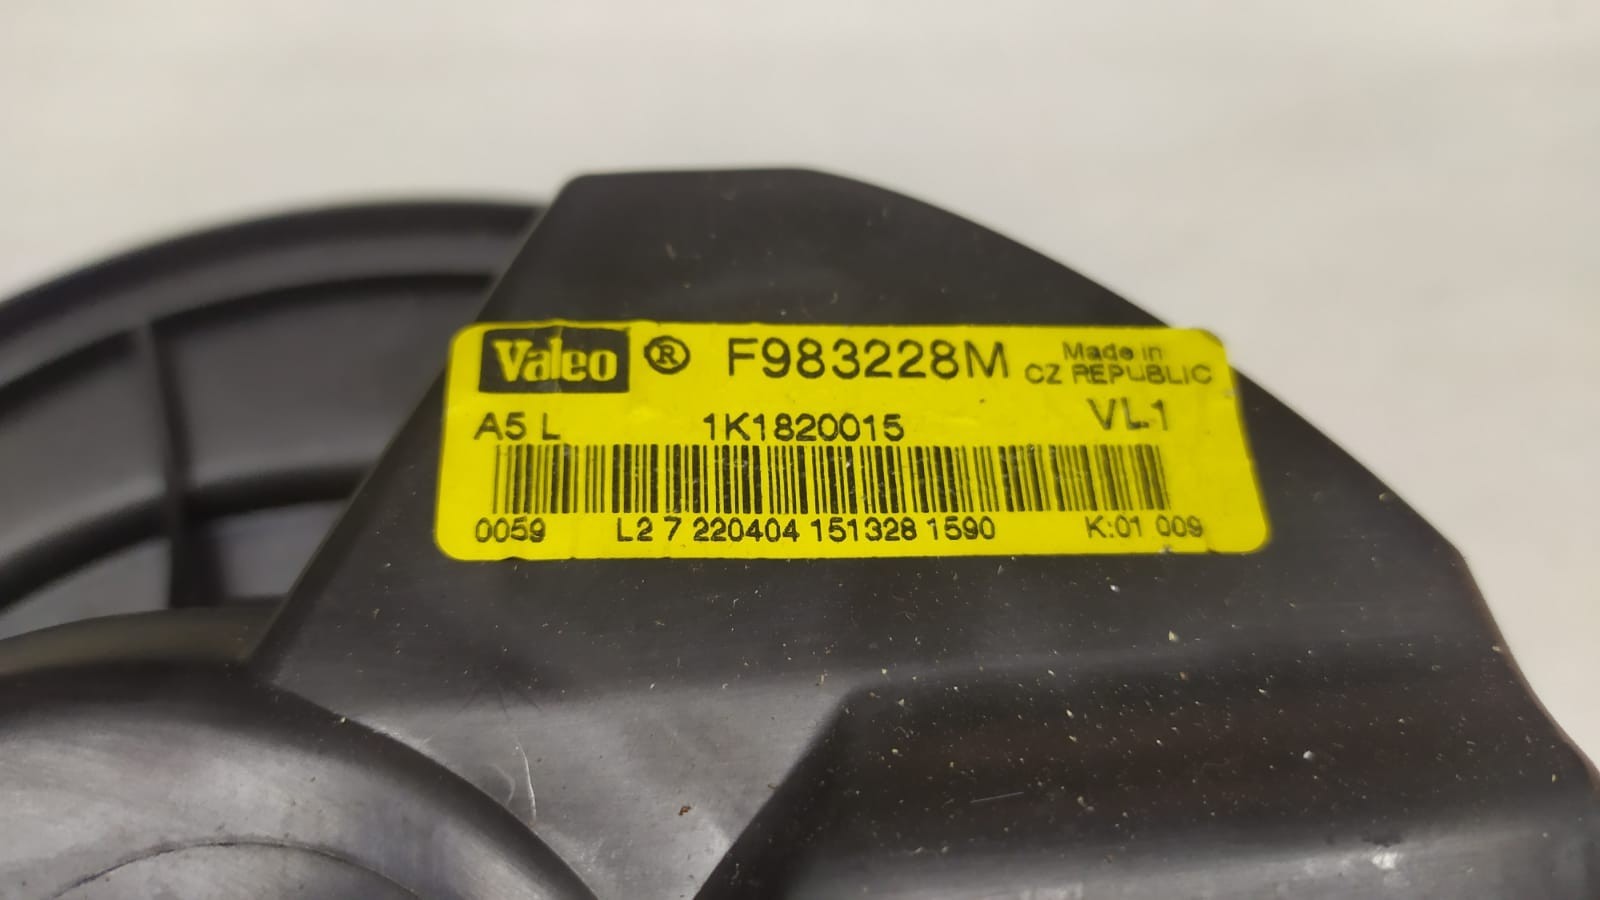 Valeo ® F983228M Made in
CZ REPUBLIC
A5 L 1K1820015 VL1
0059 L2 7 220404 151328 1590 K:01 009